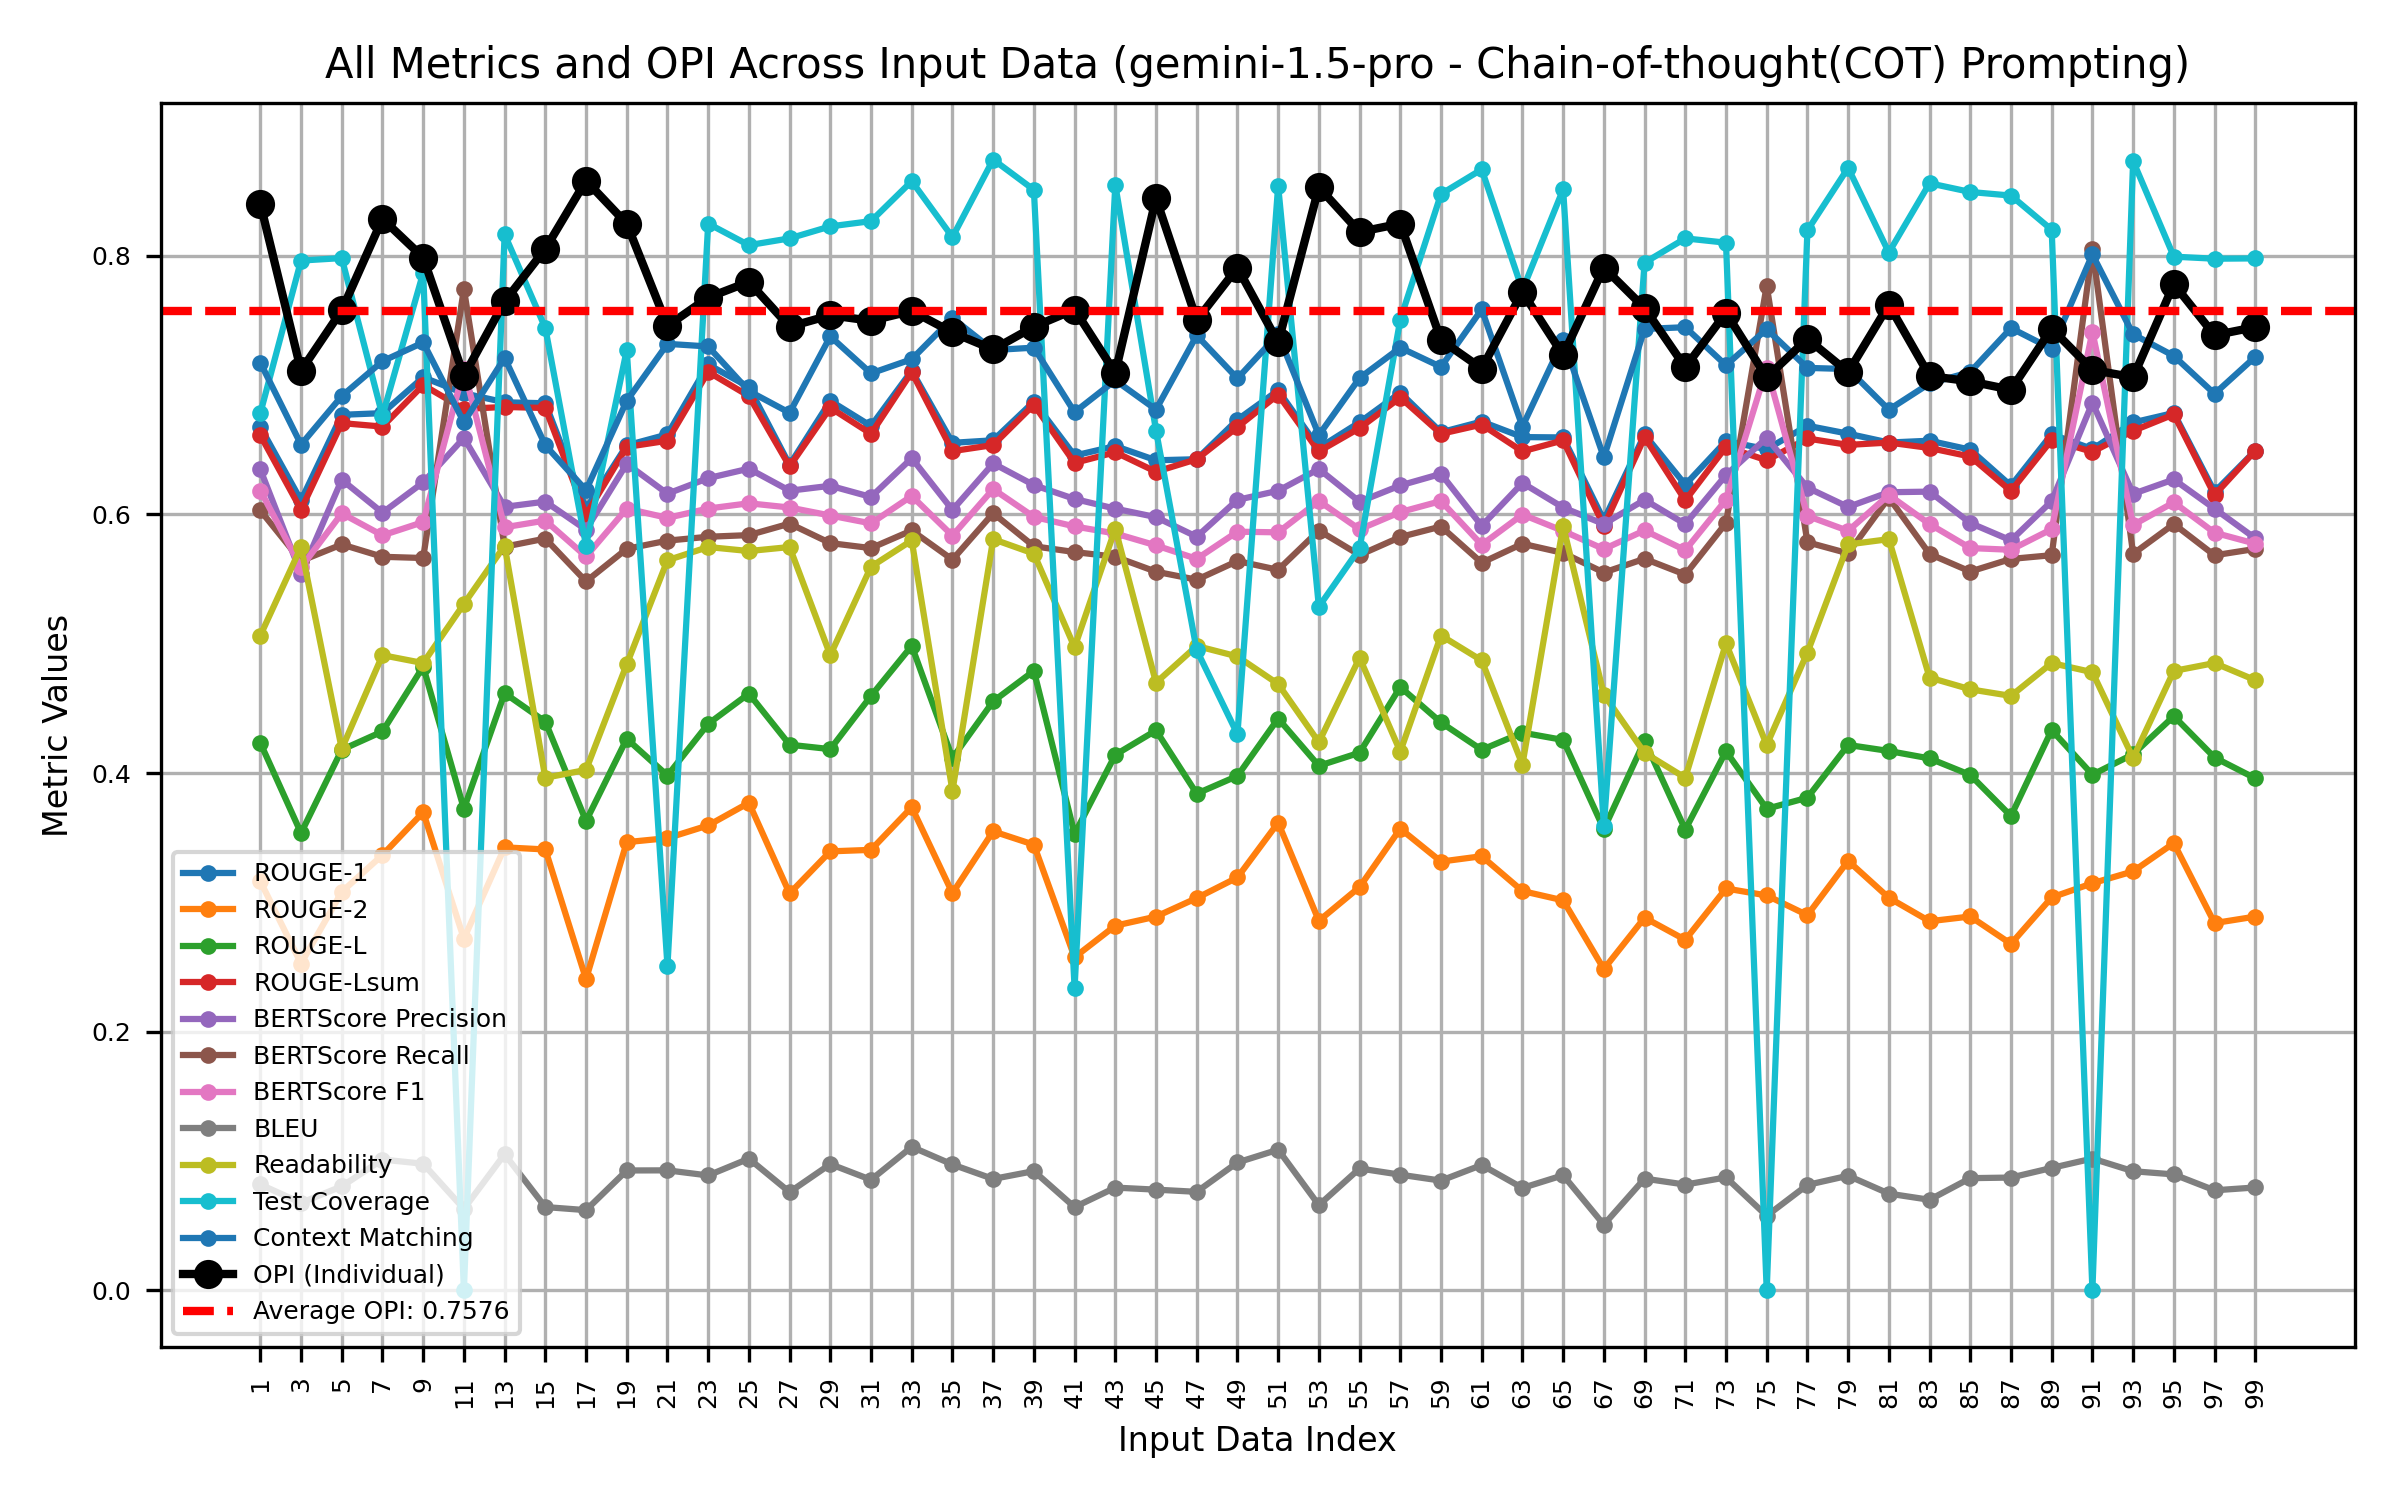 All Metrics and OPI Across Input Data (gemini-1.5-pro - Chain-of-thought(COT) Prompting)
Metric Values
0.8
0.6
0.4
0.2
0.0
ROUGE-1
ROUGE-2
ROUGE-L
ROUGE-Lsum
BERTScore Precision
BERTScore Recall
BERTScore F1
BLEU
Readability
Test Coverage
Context Matching
OPI (Individual)
Average OPI: 0.7576
1 3 5 7 9 11 13 15 17 19 21 23 25 27 29 31 33 35 37 39 41 43 45 47 49 51 53 55 57 59 61 63 65 67 69 71 73 75 77 79 81 83 85 87 89 91 93 95 97 99
Input Data Index